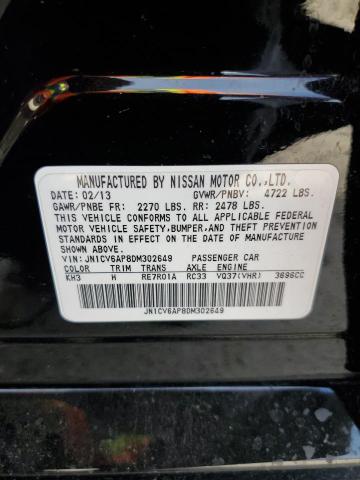 MANUFACTURED BY NISSAN MOTOR CO.,LTD.
DATE: 02/13 GVWR/PNBV: 4722 LBS.
GAWR/PNBE FR: 2270 LBS. RR: 2478 LBS.
THIS VEHICLE CONFORMS TO ALL APPLICABLE FEDERAL
MOTOR VEHICLE SAFETY,BUMPER,AND THEFT PREVENTION
STANDARDS IN EFFECT ON THE DATE OF MANUFACTURE
SHOWN ABOVE.
VIN: JN1CV6AP8DM302649 PASSENGER CAR
COLOR TRIM TRANS AXLE ENGINE
KH3 H RE7R01A RC33 VQ37(VHR) 3696CC
JN1CV6AP8DM302649